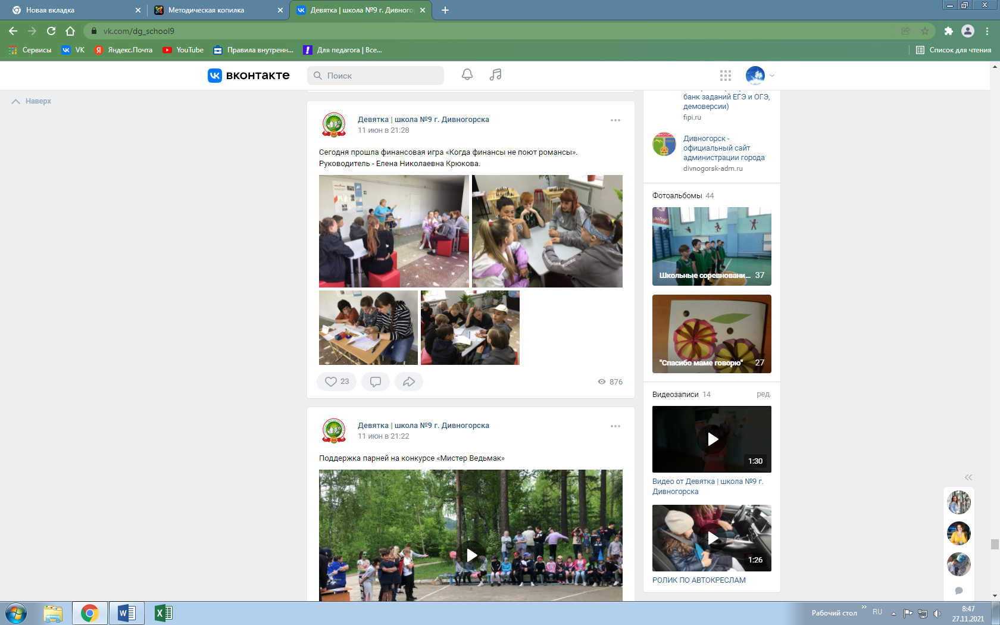 Новая вкладка
Методическая копилка
Девятка | школа №9 г. Дивного
vk.com/dg_school9
Сервисы
VK
Яндекс.Почта
YouTube
Правила внутренн...
Для педагога | Все...
Список для чтения
вконтакте
Поиск
Наверх
Девятка | школа №9 г. Дивногорска
11 июн в 21:28
Сегодня прошла финансовая игра «Когда финансы не поют романсы».
Руководитель - Елена Николаевна Крюкова.
23
876
Девятка | школа №9 г. Дивногорска
11 июн в 21:22
Поддержка парней на конкурсе «Мистер Ведьмак»
банк заданий ЕГЭ и ОГЭ,
демоверсии)
fipi.ru
Дивногорск -
официальный сайт
администрации города
divnogorsk-adm.ru
Фотоальбомы 44
Школьные соревновани... 37
"Спасибо маме говорю" 27
Видеозаписи 14
ред.
1:30
Видео от Девятка | школа №9 г.
Дивногорска
1:26
РОЛИК ПО АВТОКРЕСЛАМ
Рабочий стол
RU
8:47
27.11.2021